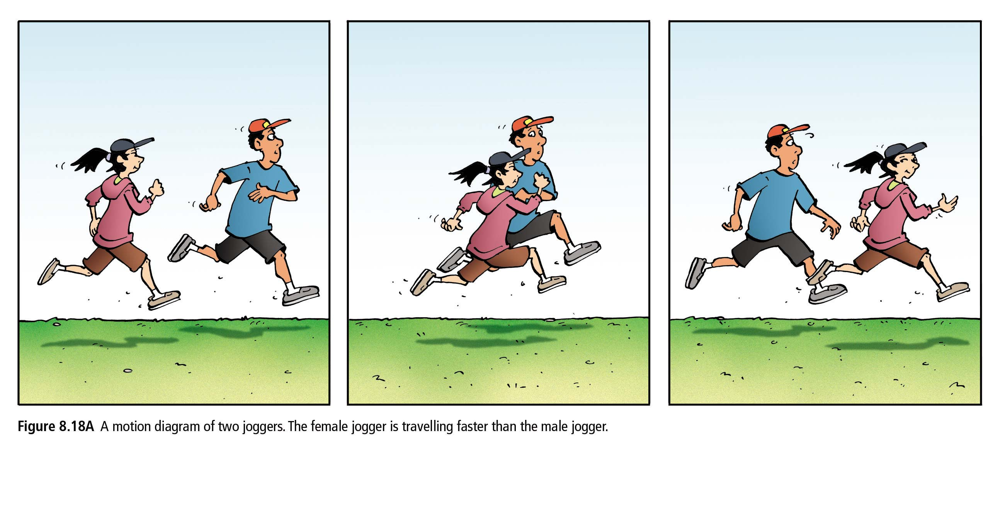 Figure 8.18A A motion diagram of two joggers. The female jogger is travelling faster than the male jogger.